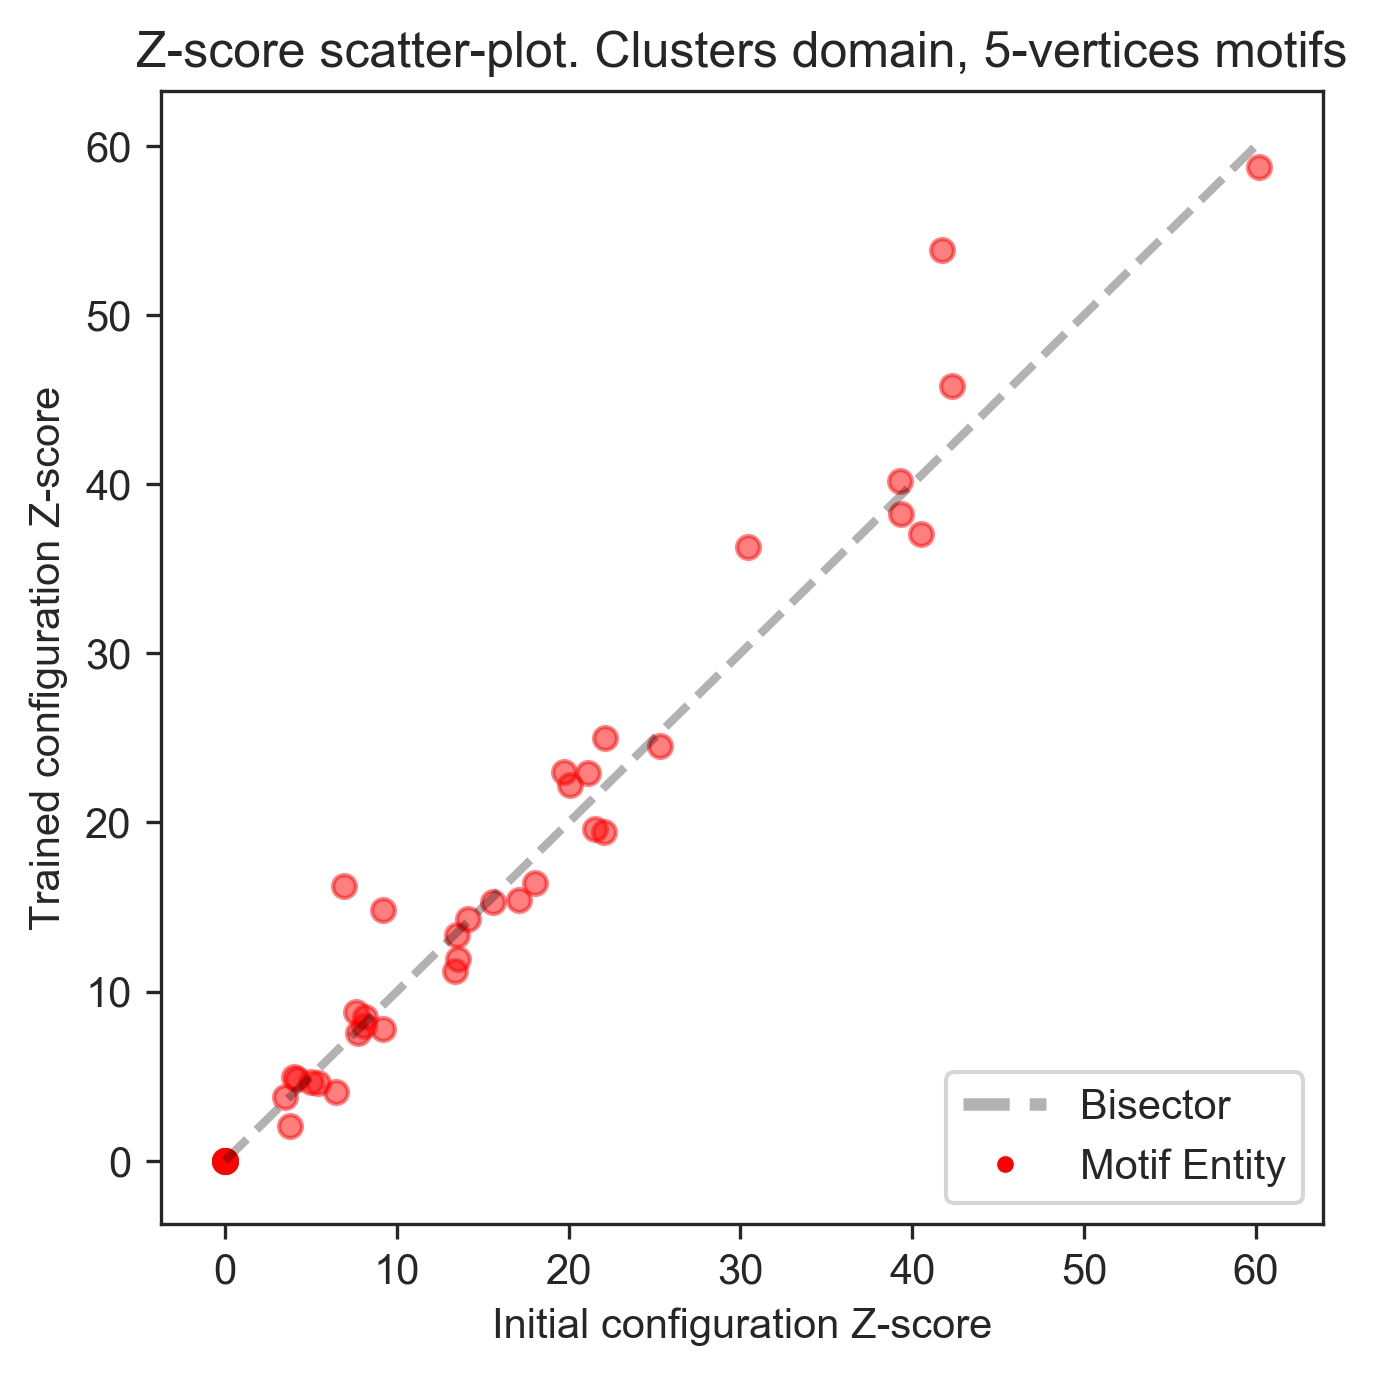 Z-score scatter-plot. Clusters domain, 5-vertices motifs
60
50
40
30
20
10
0
Trained configuration Z-score
Bisector
Motif Entity
0 10 20 30 40 50 60
Initial configuration Z-score